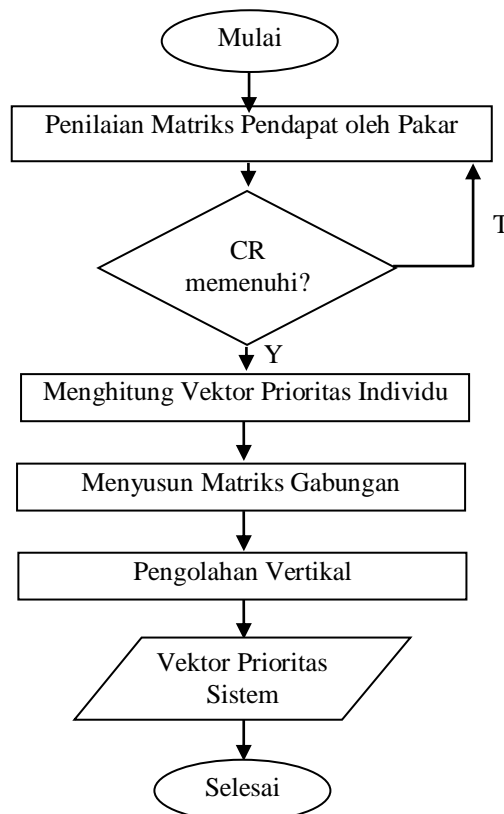 Mulai
Penilaian Matriks Pendapat oleh Pakar
T
CR
memenuhi?
Y
Menghitung Vektor Prioritas Individu
Menyusun Matriks Gabungan
Pengolahan Vertikal
Vektor Prioritas
Sistem
Selesai